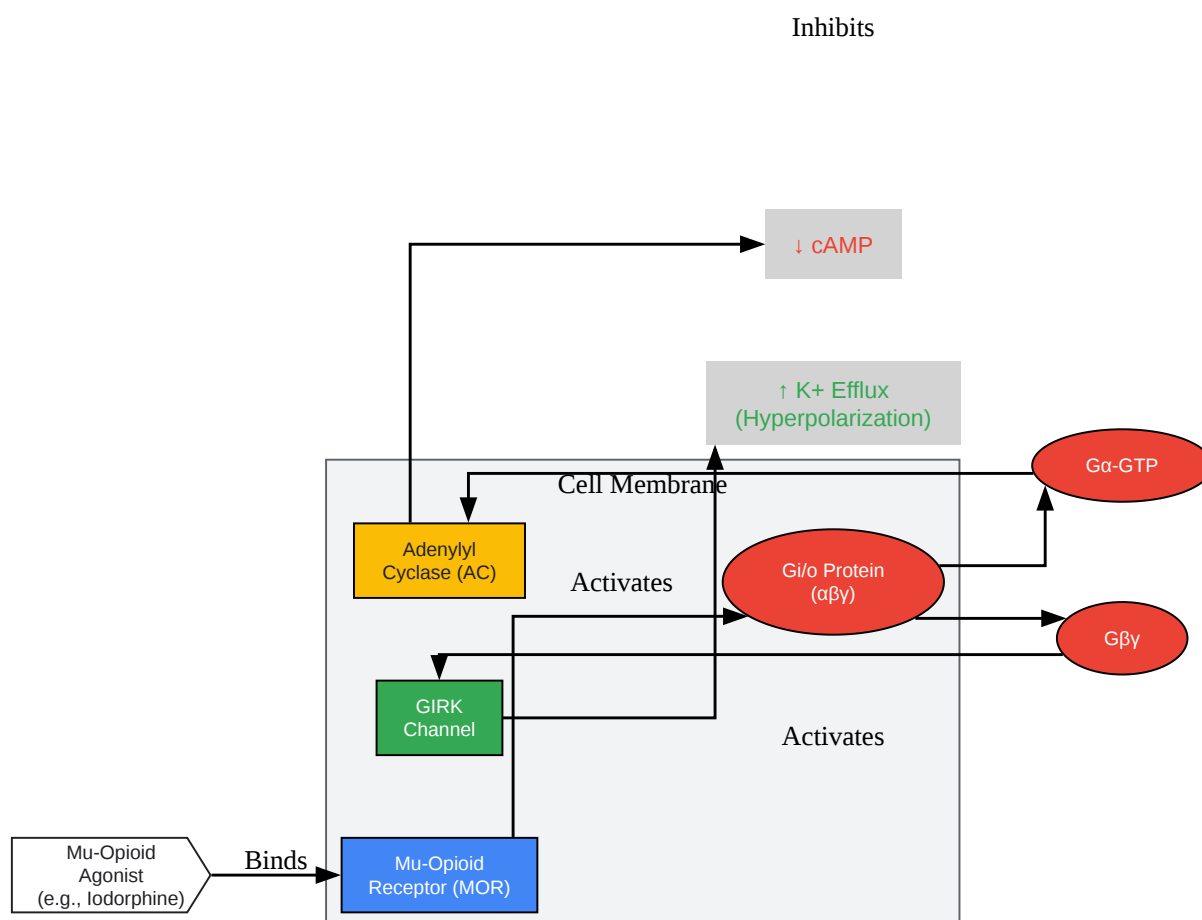 Inhibits
↓ cAMP
↑ K+ Efflux
(Hyperpolarization)
Gα-GTP
Cell Membrane
Adenylyl
Cyclase (AC)
Activates
Gi/o Protein
(αβγ)
Gβγ
GIRK
Channel
Activates
Mu-Opioid
Agonist
(e.g., Iodorphine)
Binds
Mu-Opioid
Receptor (MOR)